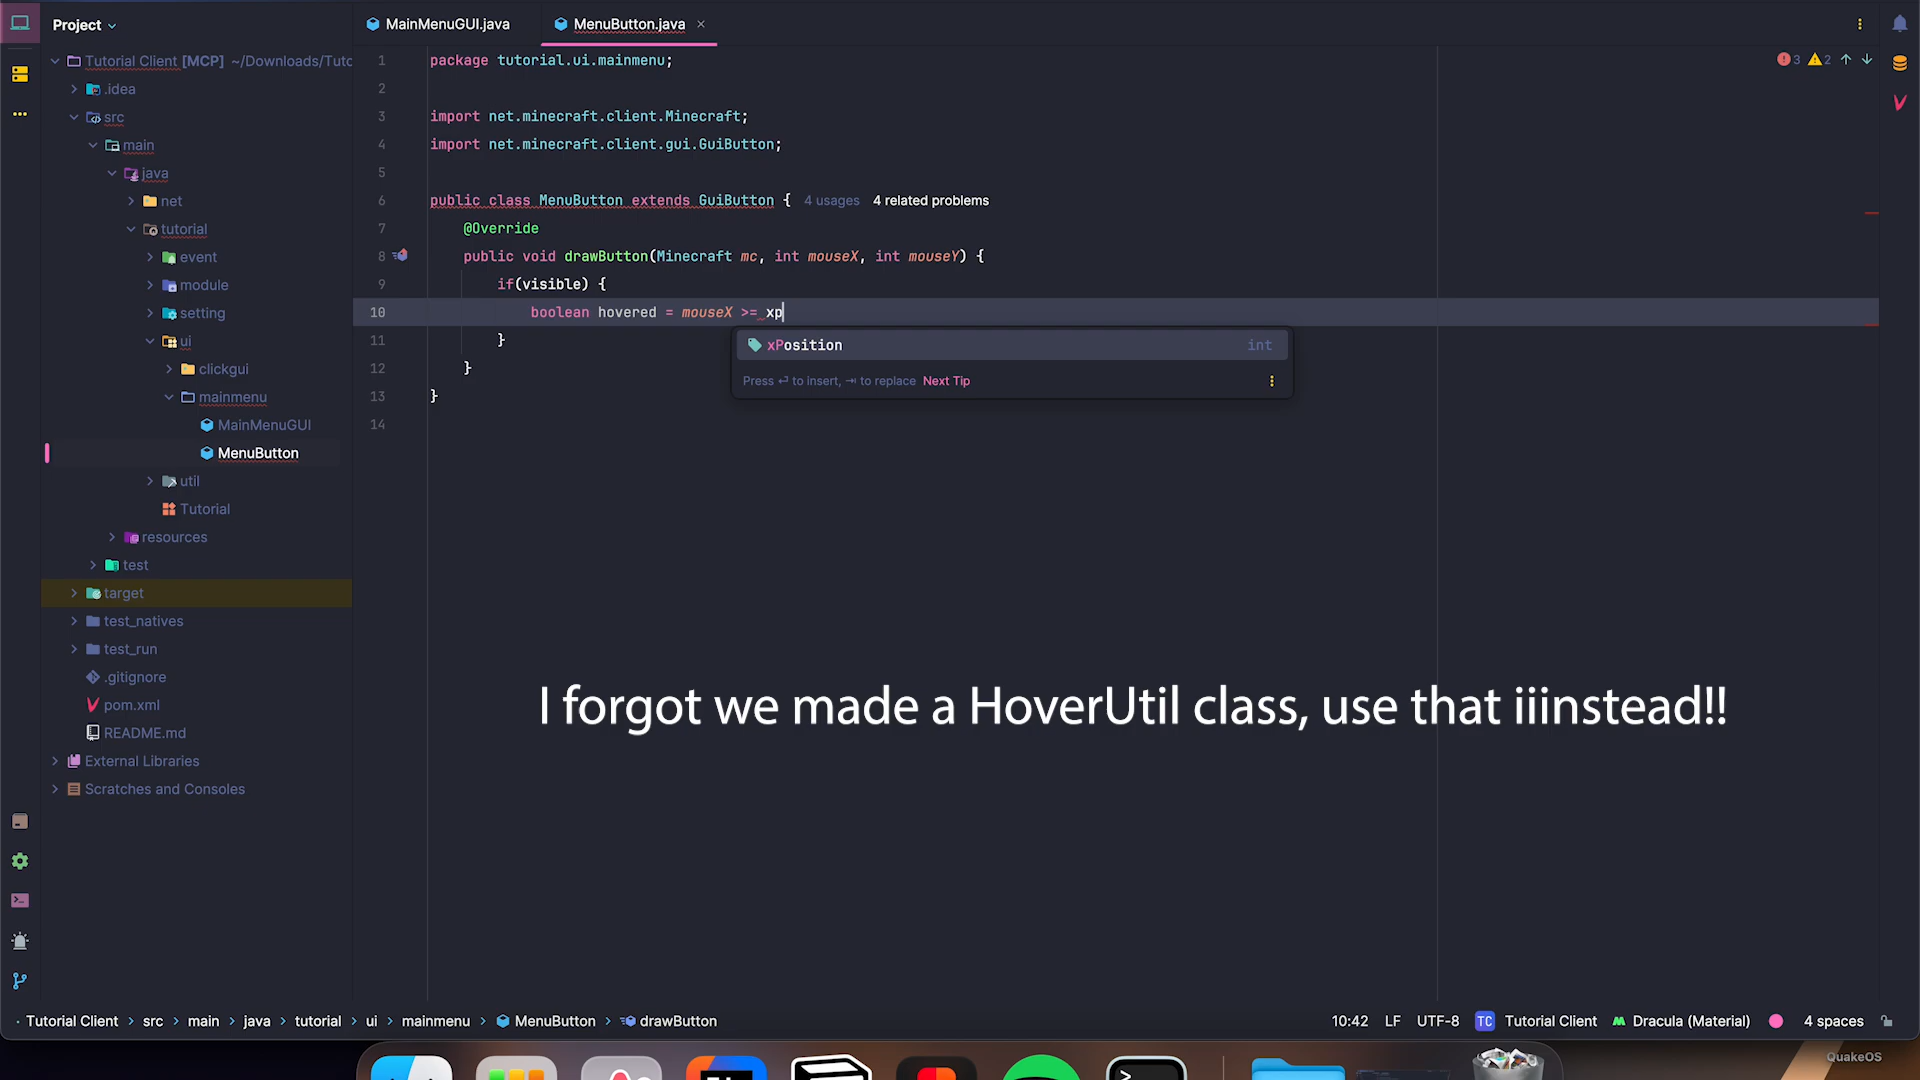 Project
MainMenuGUI.java
MenuButton.java
Tutorial Client [MCP] ~/Downloads/Tuto
.idea
src
main
java
net
tutorial
event
module
setting
ui
clickgui
mainmenu
MainMenuGUI
MenuButton
util
Tutorial
resources
test
target
test_natives
test_run
.gitignore
pom.xml
README.md
External Libraries
Scratches and Consoles
1 package tutorial.ui.mainmenu;
2
3 import net.minecraft.client.Minecraft;
4 import net.minecraft.client.gui.GuiButton;
5
6 public class MenuButton extends GuiButton { 4 usages 4 related problems
7 @Override
8 public void drawButton(Minecraft mc, int mouseX, int mouseY) {
9 if(visible) {
10 boolean hovered = mouseX >= xp
11 }
12 }
13 }
14
3 2
xPosition int
Press ⏎ to insert, ⇥ to replace Next Tip
I forgot we made a HoverUtil class, use that iiinstead!!
Tutorial Client > src > main > java > tutorial > ui > mainmenu > MenuButton > drawButton
10:42 LF UTF-8 TC Tutorial Client Dracula (Material) 4 spaces
QuakeOS